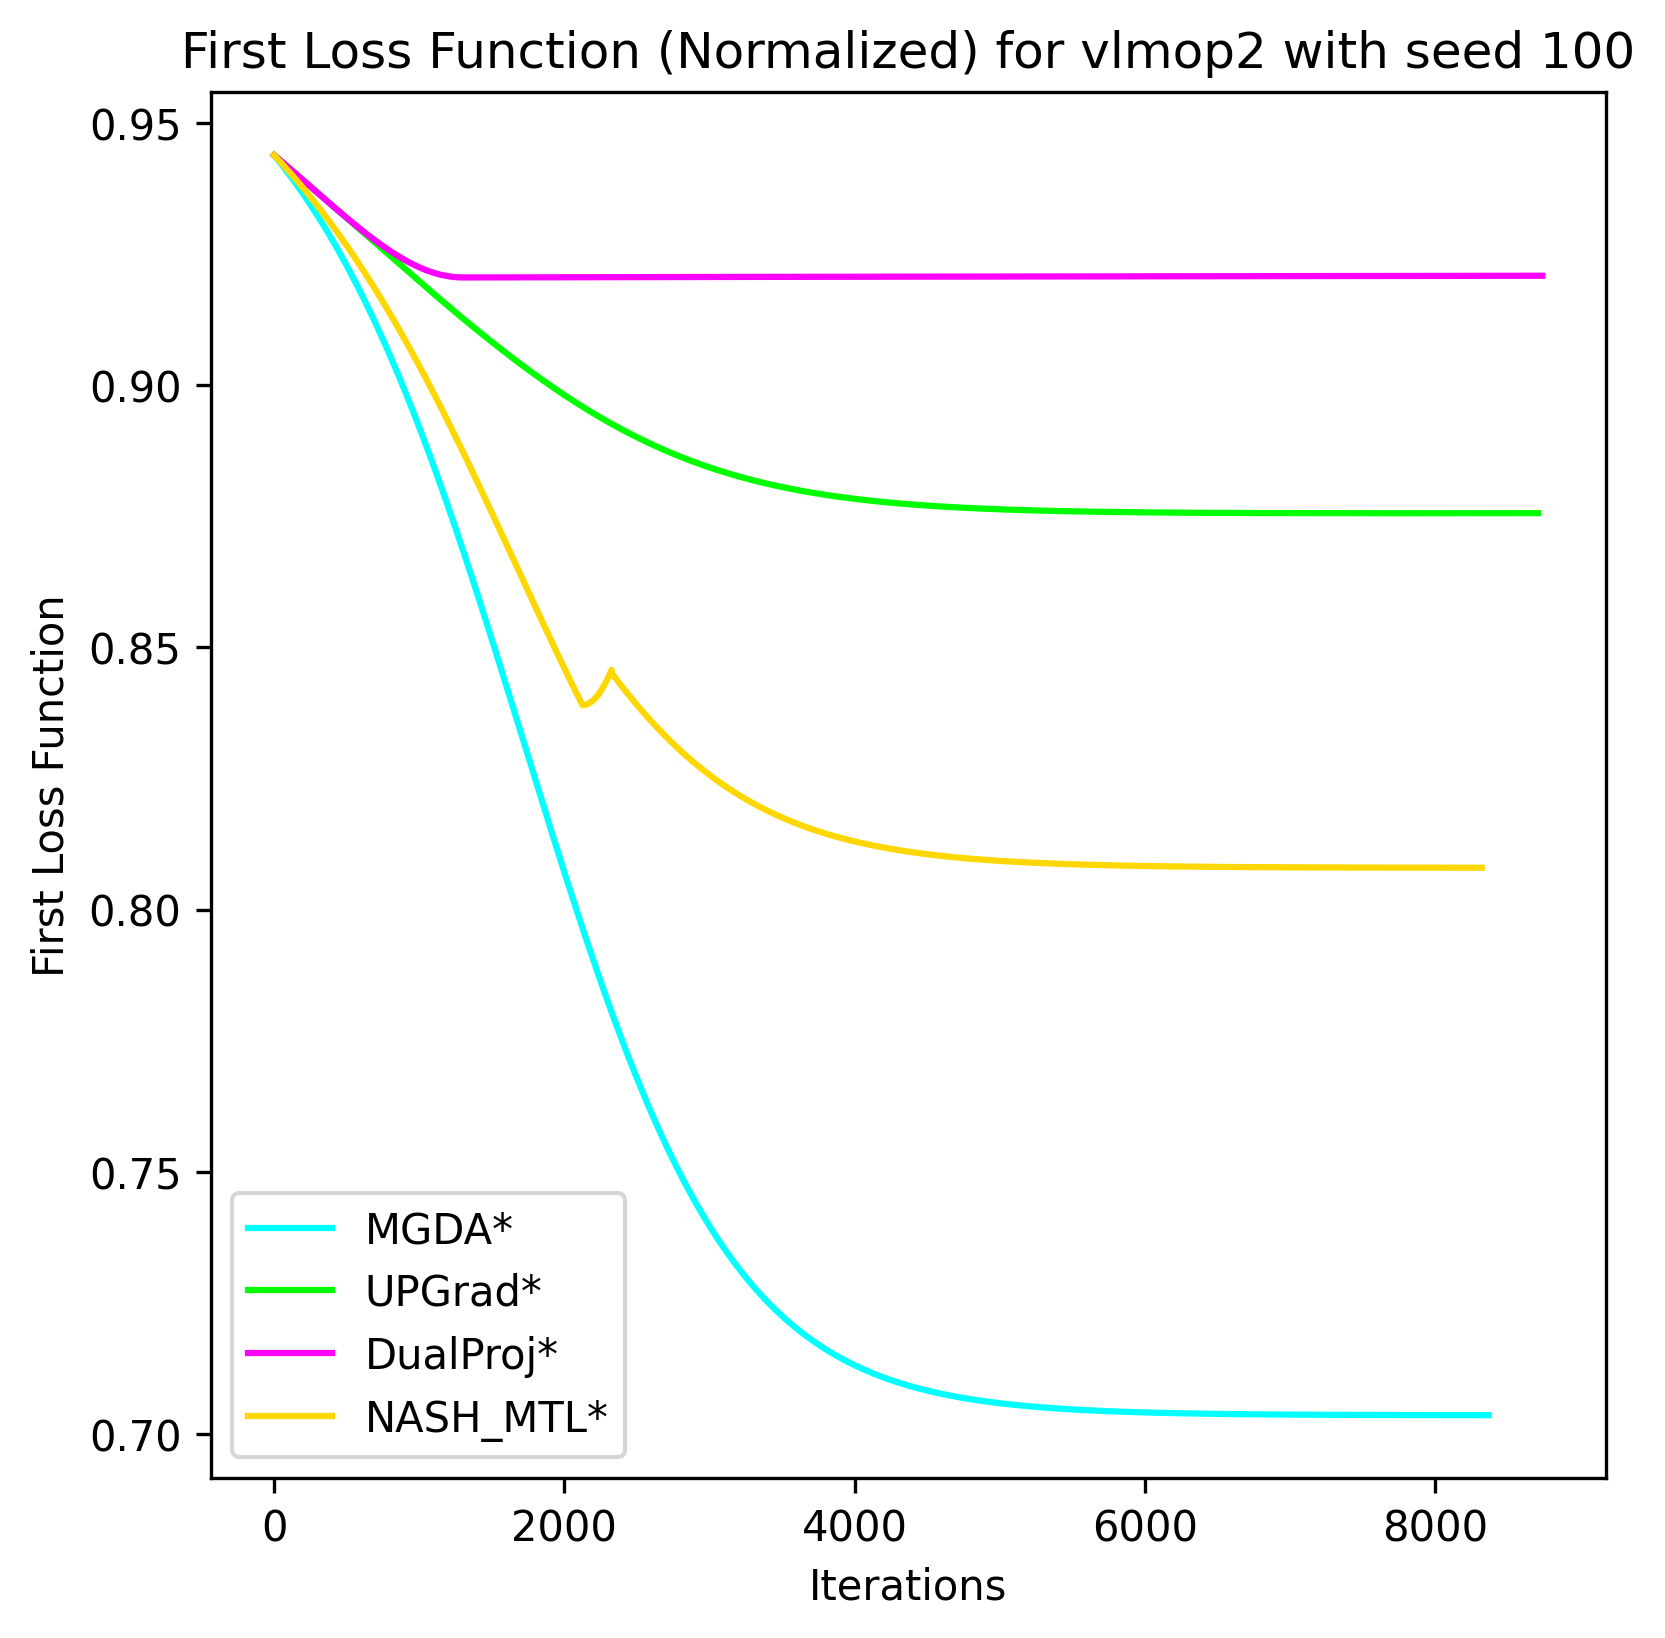 First Loss Function (Normalized) for vlmop2 with seed 100
First Loss Function
0.95
0.90
0.85
0.80
0.75
0.70
MGDA*
UPGrad*
DualProj*
NASH_MTL*
0
2000
4000
6000
8000
Iterations